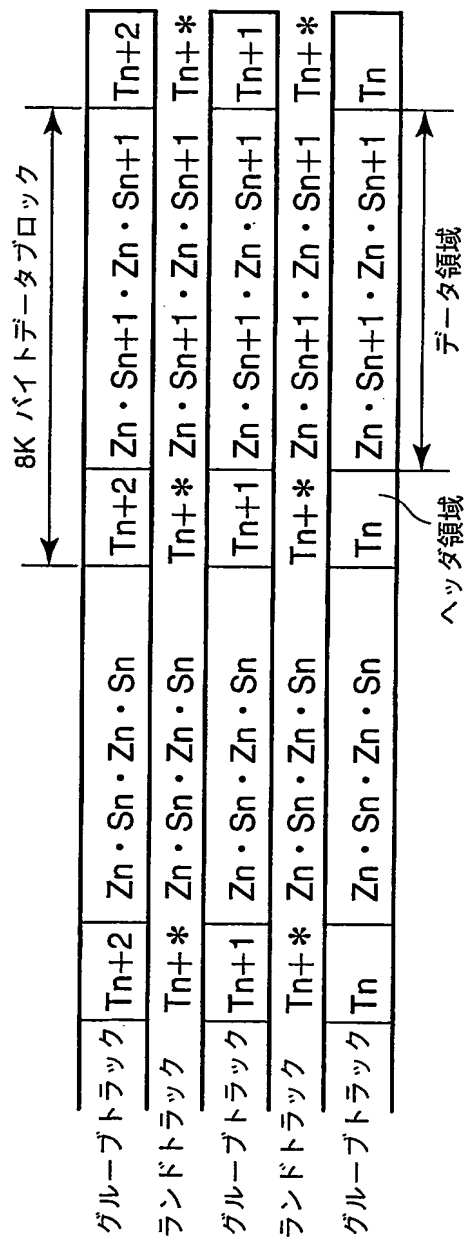 8K バイトデータブロック
グルーブトラック Tn+2 Zn・Sn・Zn・Sn Tn+2 Zn・Sn+1・Zn・Sn+1 Tn+2
ランドトラック Tn+* Zn・Sn・Zn・Sn Tn+* Zn・Sn+1・Zn・Sn+1 Tn+*
グルーブトラック Tn+1 Zn・Sn・Zn・Sn Tn+1 Zn・Sn+1・Zn・Sn+1 Tn+1
ランドトラック Tn+* Zn・Sn・Zn・Sn Tn+* Zn・Sn+1・Zn・Sn+1 Tn+*
グルーブトラック Tn Zn・Sn・Zn・Sn Tn Zn・Sn+1・Zn・Sn+1 Tn
ヘッダ領域 データ領域